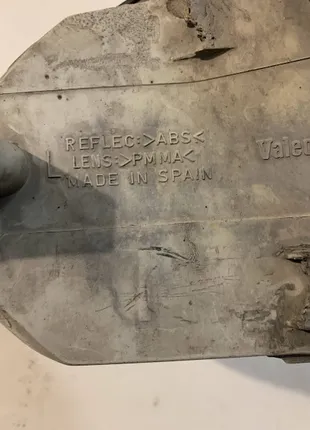 REFLEC:>ABS<
L LENS:>PMMA<
MADE IN SPAIN